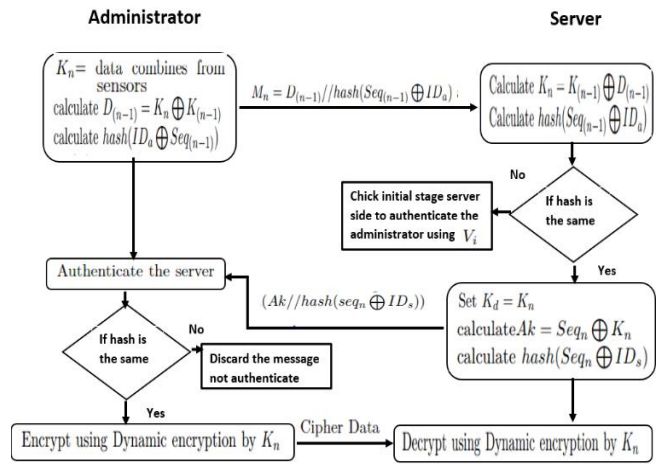 Administrator
Server
K_n = data combines from
sensors
calculate D_(n−1) = K_n ⨁ K_(n−1)
calculate hash(ID_a ⨁ Seq_(n−1))
M_n = D_(n−1)//hash(Seq_(n−1) ⨁ ID_a)
Calculate K_n = K_(n−1) ⨁ D_(n−1)
Calculate hash(Seq_(n−1) ⨁ ID_a)
No
If hash is
the same
Chick initial stage server
side to authenticate the
administrator using V_i
Yes
Authenticate the server
(Ak//hash(seq_n ⨁ ID_s))
Set K_d = K_n
calculateAk = Seq_n ⨁ K_n
calculate hash(Seq_n ⨁ ID_s)
If hash is
the same
No
Discard the message
not authenticate
Yes
Encrypt using Dynamic encryption by K_n
Cipher Data
Decrypt using Dynamic encryption by K_n